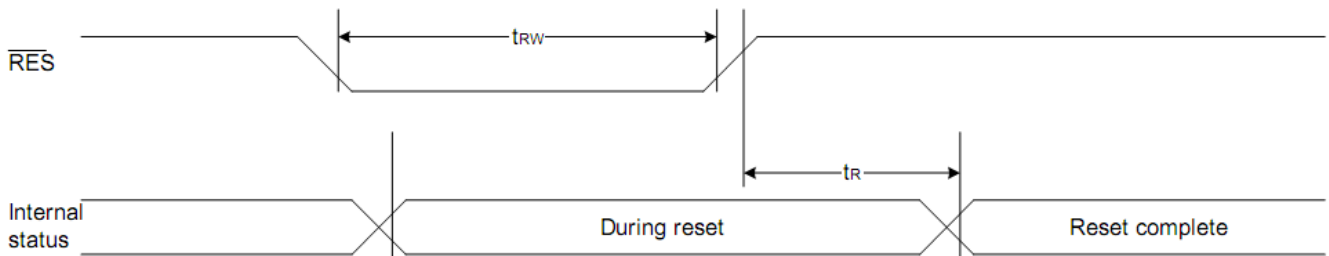 tRW
RES
tR
Internal
status
During reset
Reset complete